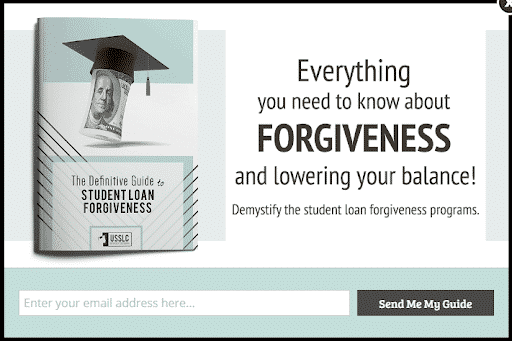 Everything
you need to know about
FORGIVENESS
and lowering your balance!
Demystify the student loan forgiveness programs.
The Definitive Guide to
STUDENT LOAN
FORGIVENESS
USSLC
Enter your email address here...
Send Me My Guide